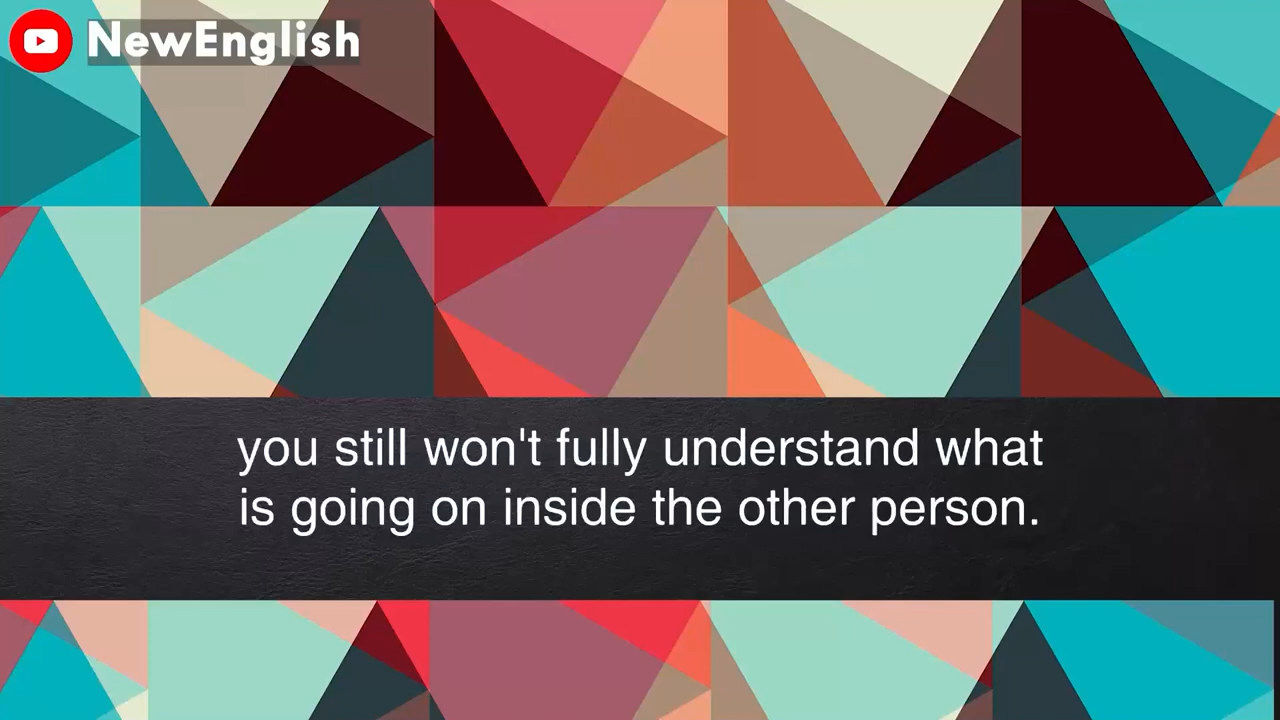 NewEnglish
you still won't fully understand what
is going on inside the other person.